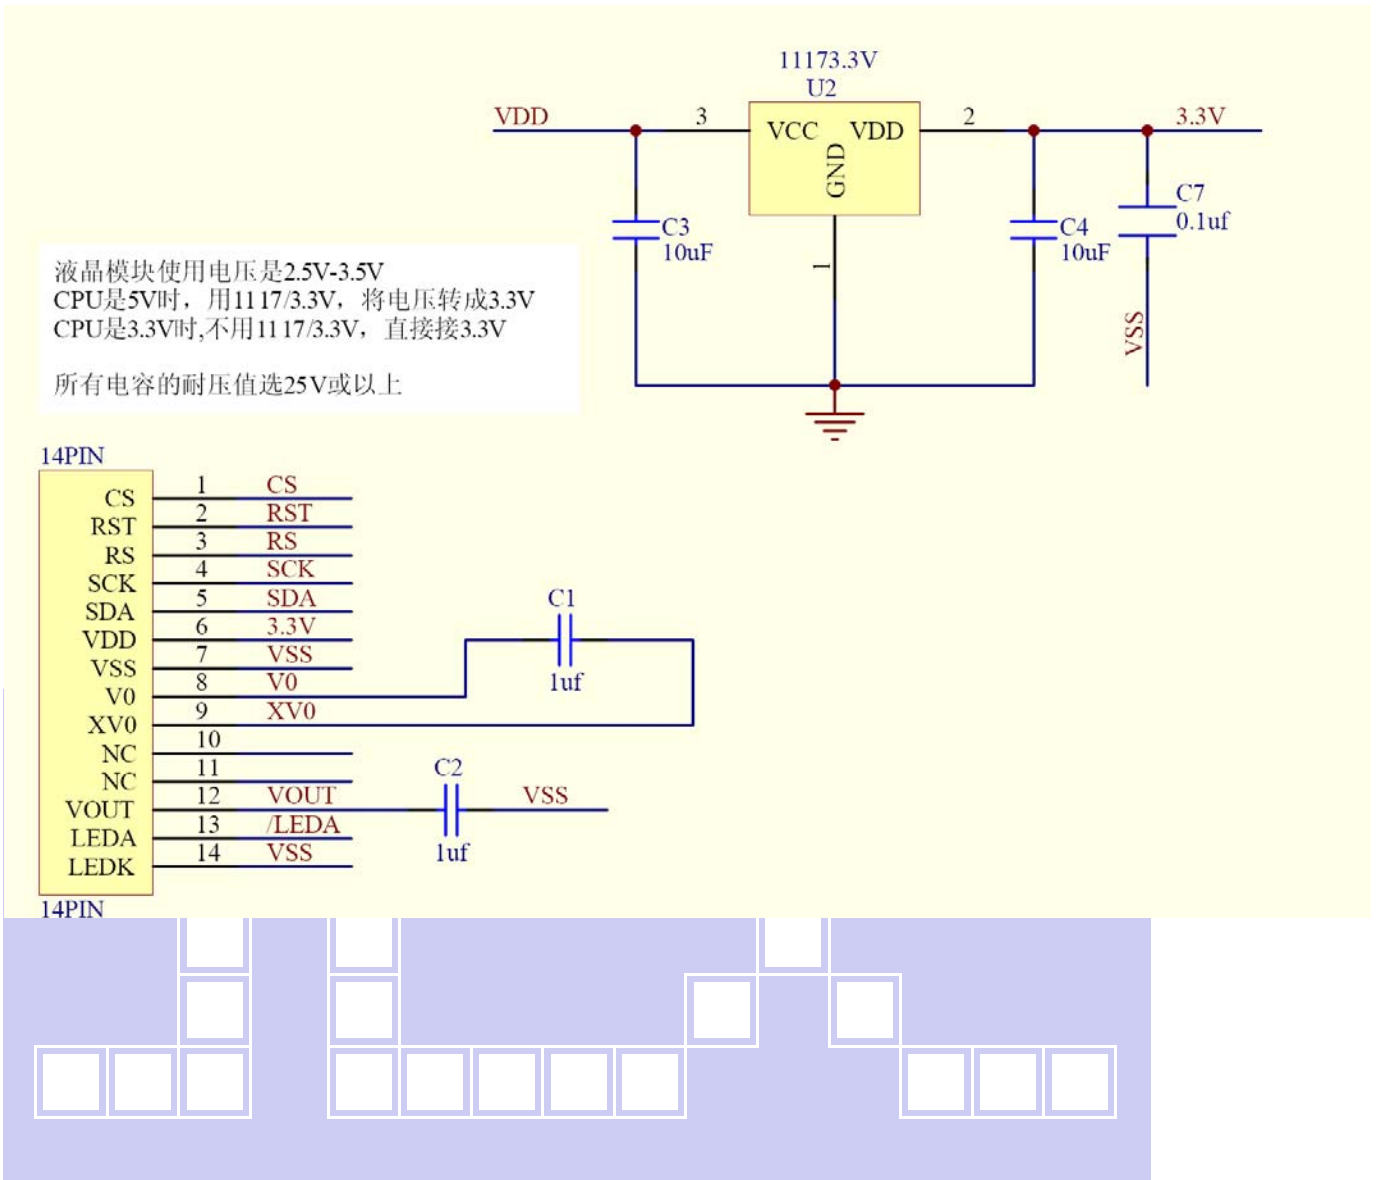 11173.3V
U2
VDD 3 VCC VDD 2 3.3V
GND
1
C3
10uF
C4
10uF
C7
0.1uf
VSS
液晶模块使用电压是2.5V-3.5V
CPU是5V时，用1117/3.3V，将电压转成3.3V
CPU是3.3V时,不用1117/3.3V，直接接3.3V
所有电容的耐压值选25V或以上
14PIN
CS 1 CS
RST 2 RST
RS 3 RS
SCK 4 SCK
SDA 5 SDA
VDD 6 3.3V
VSS 7 VSS
V0 8 V0
XV0 9 XV0
NC 10
NC 11
VOUT 12 VOUT
LEDA 13 /LEDA
LEDK 14 VSS
14PIN
C1
1uf
C2
1uf
VSS